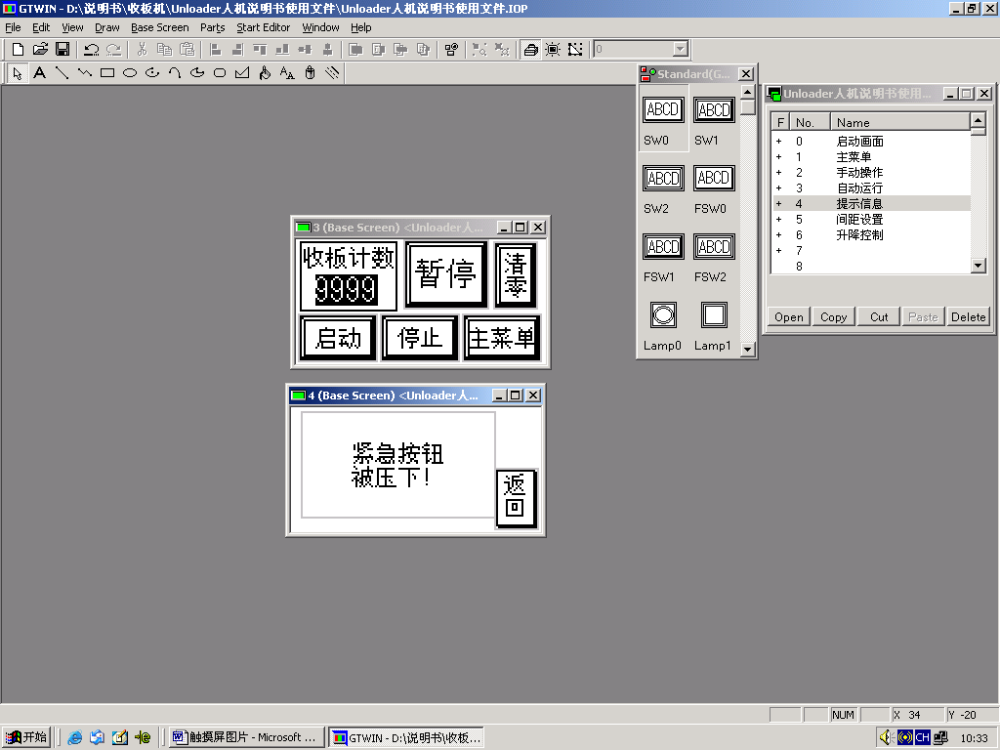 GTWIN - D:\说明书\收板机\Unloader人机说明书使用文件\Unloader人机说明书使用文件.IOP
File Edit View Draw Base Screen Parts Start Editor Window Help
0
Standard(G...
ABCD ABCD
SW0 SW1
ABCD ABCD
SW2 FSW0
ABCD ABCD
FSW1 FSW2
Lamp0 Lamp1
Unloader人机说明书使用...
F No. Name
+ 0 启动画面
+ 1 主菜单
+ 2 手动操作
+ 3 自动运行
+ 4 提示信息
+ 5 间距设置
+ 6 升降控制
+ 7
8
Open Copy Cut Paste Delete
3 (Base Screen) <Unloader人...
收板计数
9999
暂停
清零
启动 停止 主菜单
4 (Base Screen) <Unloader人...
紧急按钮
被压下!
返回
NUM X 34 Y -20
开始 触摸屏图片 - Microsoft ... GTWIN - D:\说明书\收板... CH 10:33